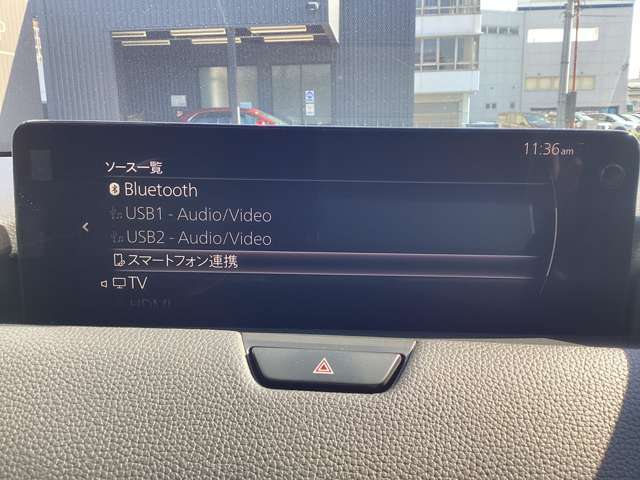 11:36am
ソース一覧
Bluetooth
USB1 - Audio/Video
USB2 - Audio/Video
スマートフォン連携
TV
HDMI